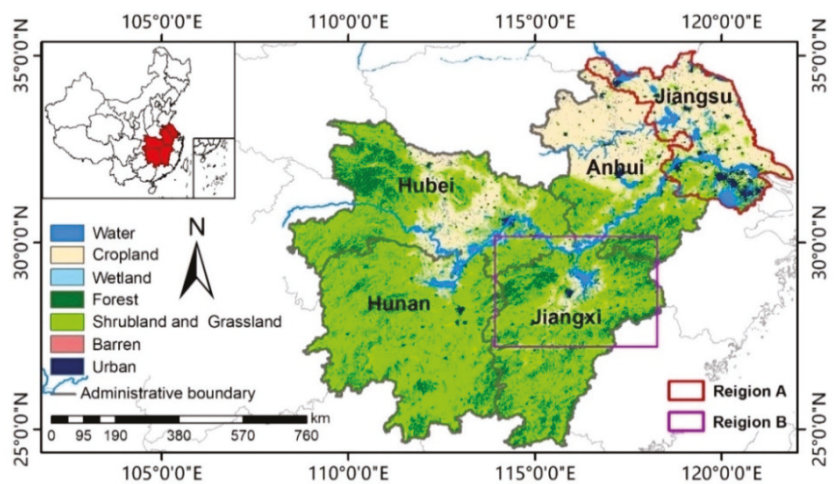 105°0'0"E 110°0'0"E 115°0'0"E 120°0'0"E
35°0'0"N
35°0'0"N
Jiangsu
Anhui
Hubei
Water
Cropland
Wetland
Forest
Shrubland and Grassland
Barren
Urban
Administrative boundary
N
30°0'0"N
30°0'0"N
Hunan
Jiangxi
km
0 95 190 380 570 760
Reigion A
Reigion B
25°0'0"N
25°0'0"N
105°0'0"E 110°0'0"E 115°0'0"E 120°0'0"E